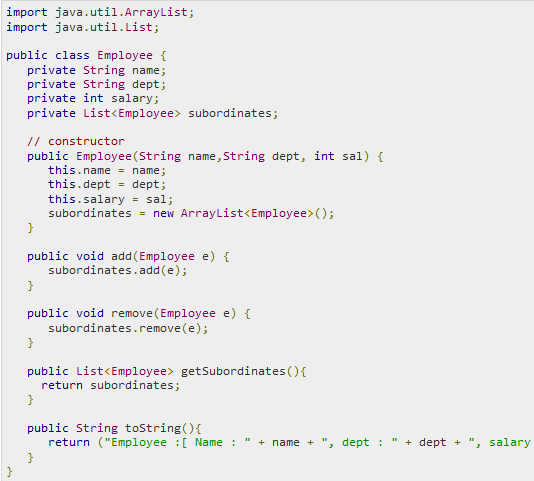 import java.util.ArrayList;
import java.util.List;

public class Employee {
   private String name;
   private String dept;
   private int salary;
   private List<Employee> subordinates;

   // constructor
   public Employee(String name,String dept, int sal) {
      this.name = name;
      this.dept = dept;
      this.salary = sal;
      subordinates = new ArrayList<Employee>();
   }

   public void add(Employee e) {
      subordinates.add(e);
   }

   public void remove(Employee e) {
      subordinates.remove(e);
   }

   public List<Employee> getSubordinates(){
     return subordinates;
   }

   public String toString(){
      return ("Employee :[ Name : " + name + ", dept : " + dept + ", salary
   }
}